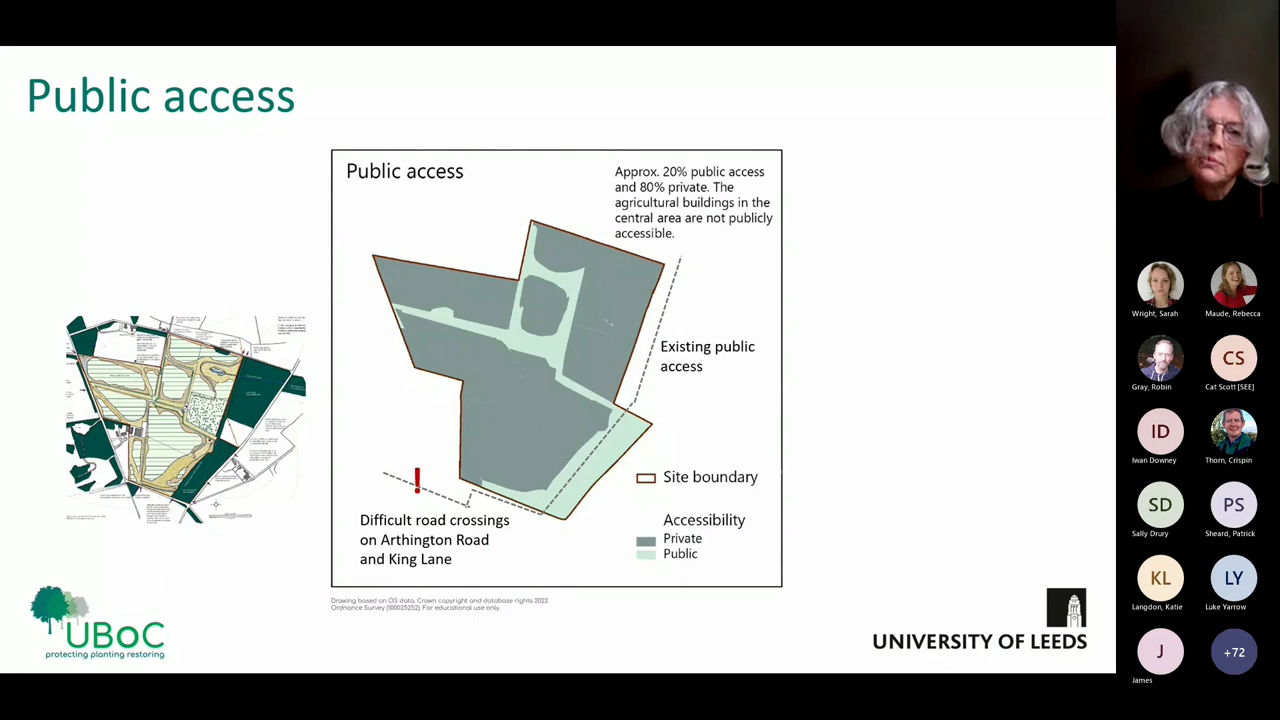 Public access
Public access
Approx. 20% public access
and 80% private. The
agricultural buildings in the
central area are not publicly
accessible.
Existing public
access
!
Difficult road crossings
on Arthington Road
and King Lane
Site boundary
Accessibility
Private
Public
Drawing based on OS data. Crown copyright and database rights 2022
Ordnance Survey (100025252). For educational use only.
UBoC
protecting planting restoring
UNIVERSITY OF LEEDS
Wright, Sarah
Maude, Rebecca
Gray, Robin
CS
Cat Scott [SEE]
ID
Iwan Downey
Thorn, Crispin
SD
Sally Drury
PS
Sheard, Patrick
KL
Langdon, Katie
LY
Luke Yarrow
J
James
+72